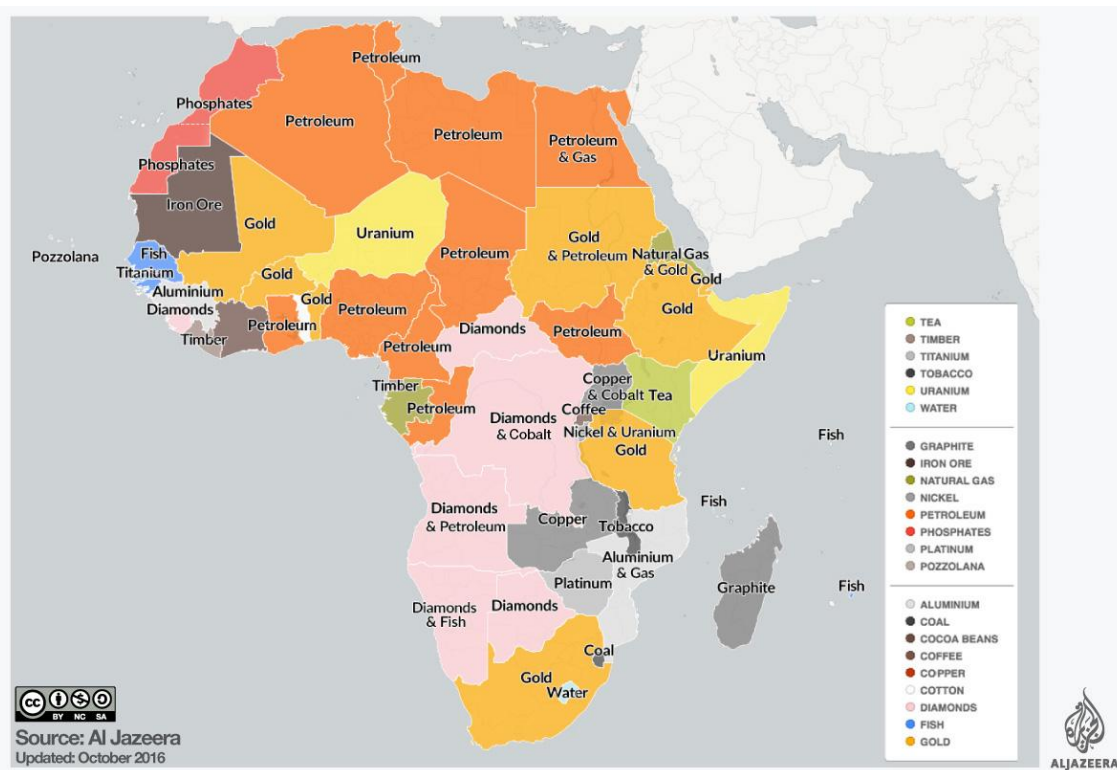 Petroleum
Phosphates
Petroleum
Petroleum
Petroleum
& Gas
Phosphates
Iron Ore
Gold
Uranium
Gold
& Petroleum
Natural Gas
& Gold
Pozzolana
Fish
Titanium
Petroleum
Gold
Gold
Aluminium
Gold
Gold
Diamonds
Timber
Petroleum
Petroleum
Diamonds
Petroleum
Uranium
Petroleum
Timber
Petroleum
Copper
& Cobalt
Tea
Coffee
Diamonds
& Cobalt
Nickel & Uranium
Gold
Fish
Fish
Diamonds
& Petroleum
Copper
Tobacco
Aluminium
& Gas
Platinum
Graphite
Fish
Diamonds
& Fish
Diamonds
Coal
Gold
Water
TEA
TIMBER
TITANIUM
TOBACCO
URANIUM
WATER
GRAPHITE
IRON ORE
NATURAL GAS
NICKEL
PETROLEUM
PHOSPHATES
PLATINUM
POZZOLANA
ALUMINIUM
COAL
COCOA BEANS
COFFEE
COPPER
COTTON
DIAMONDS
FISH
GOLD
cc
BY NC SA
Source: Al Jazeera
Updated: October 2016
ALJAZEERA